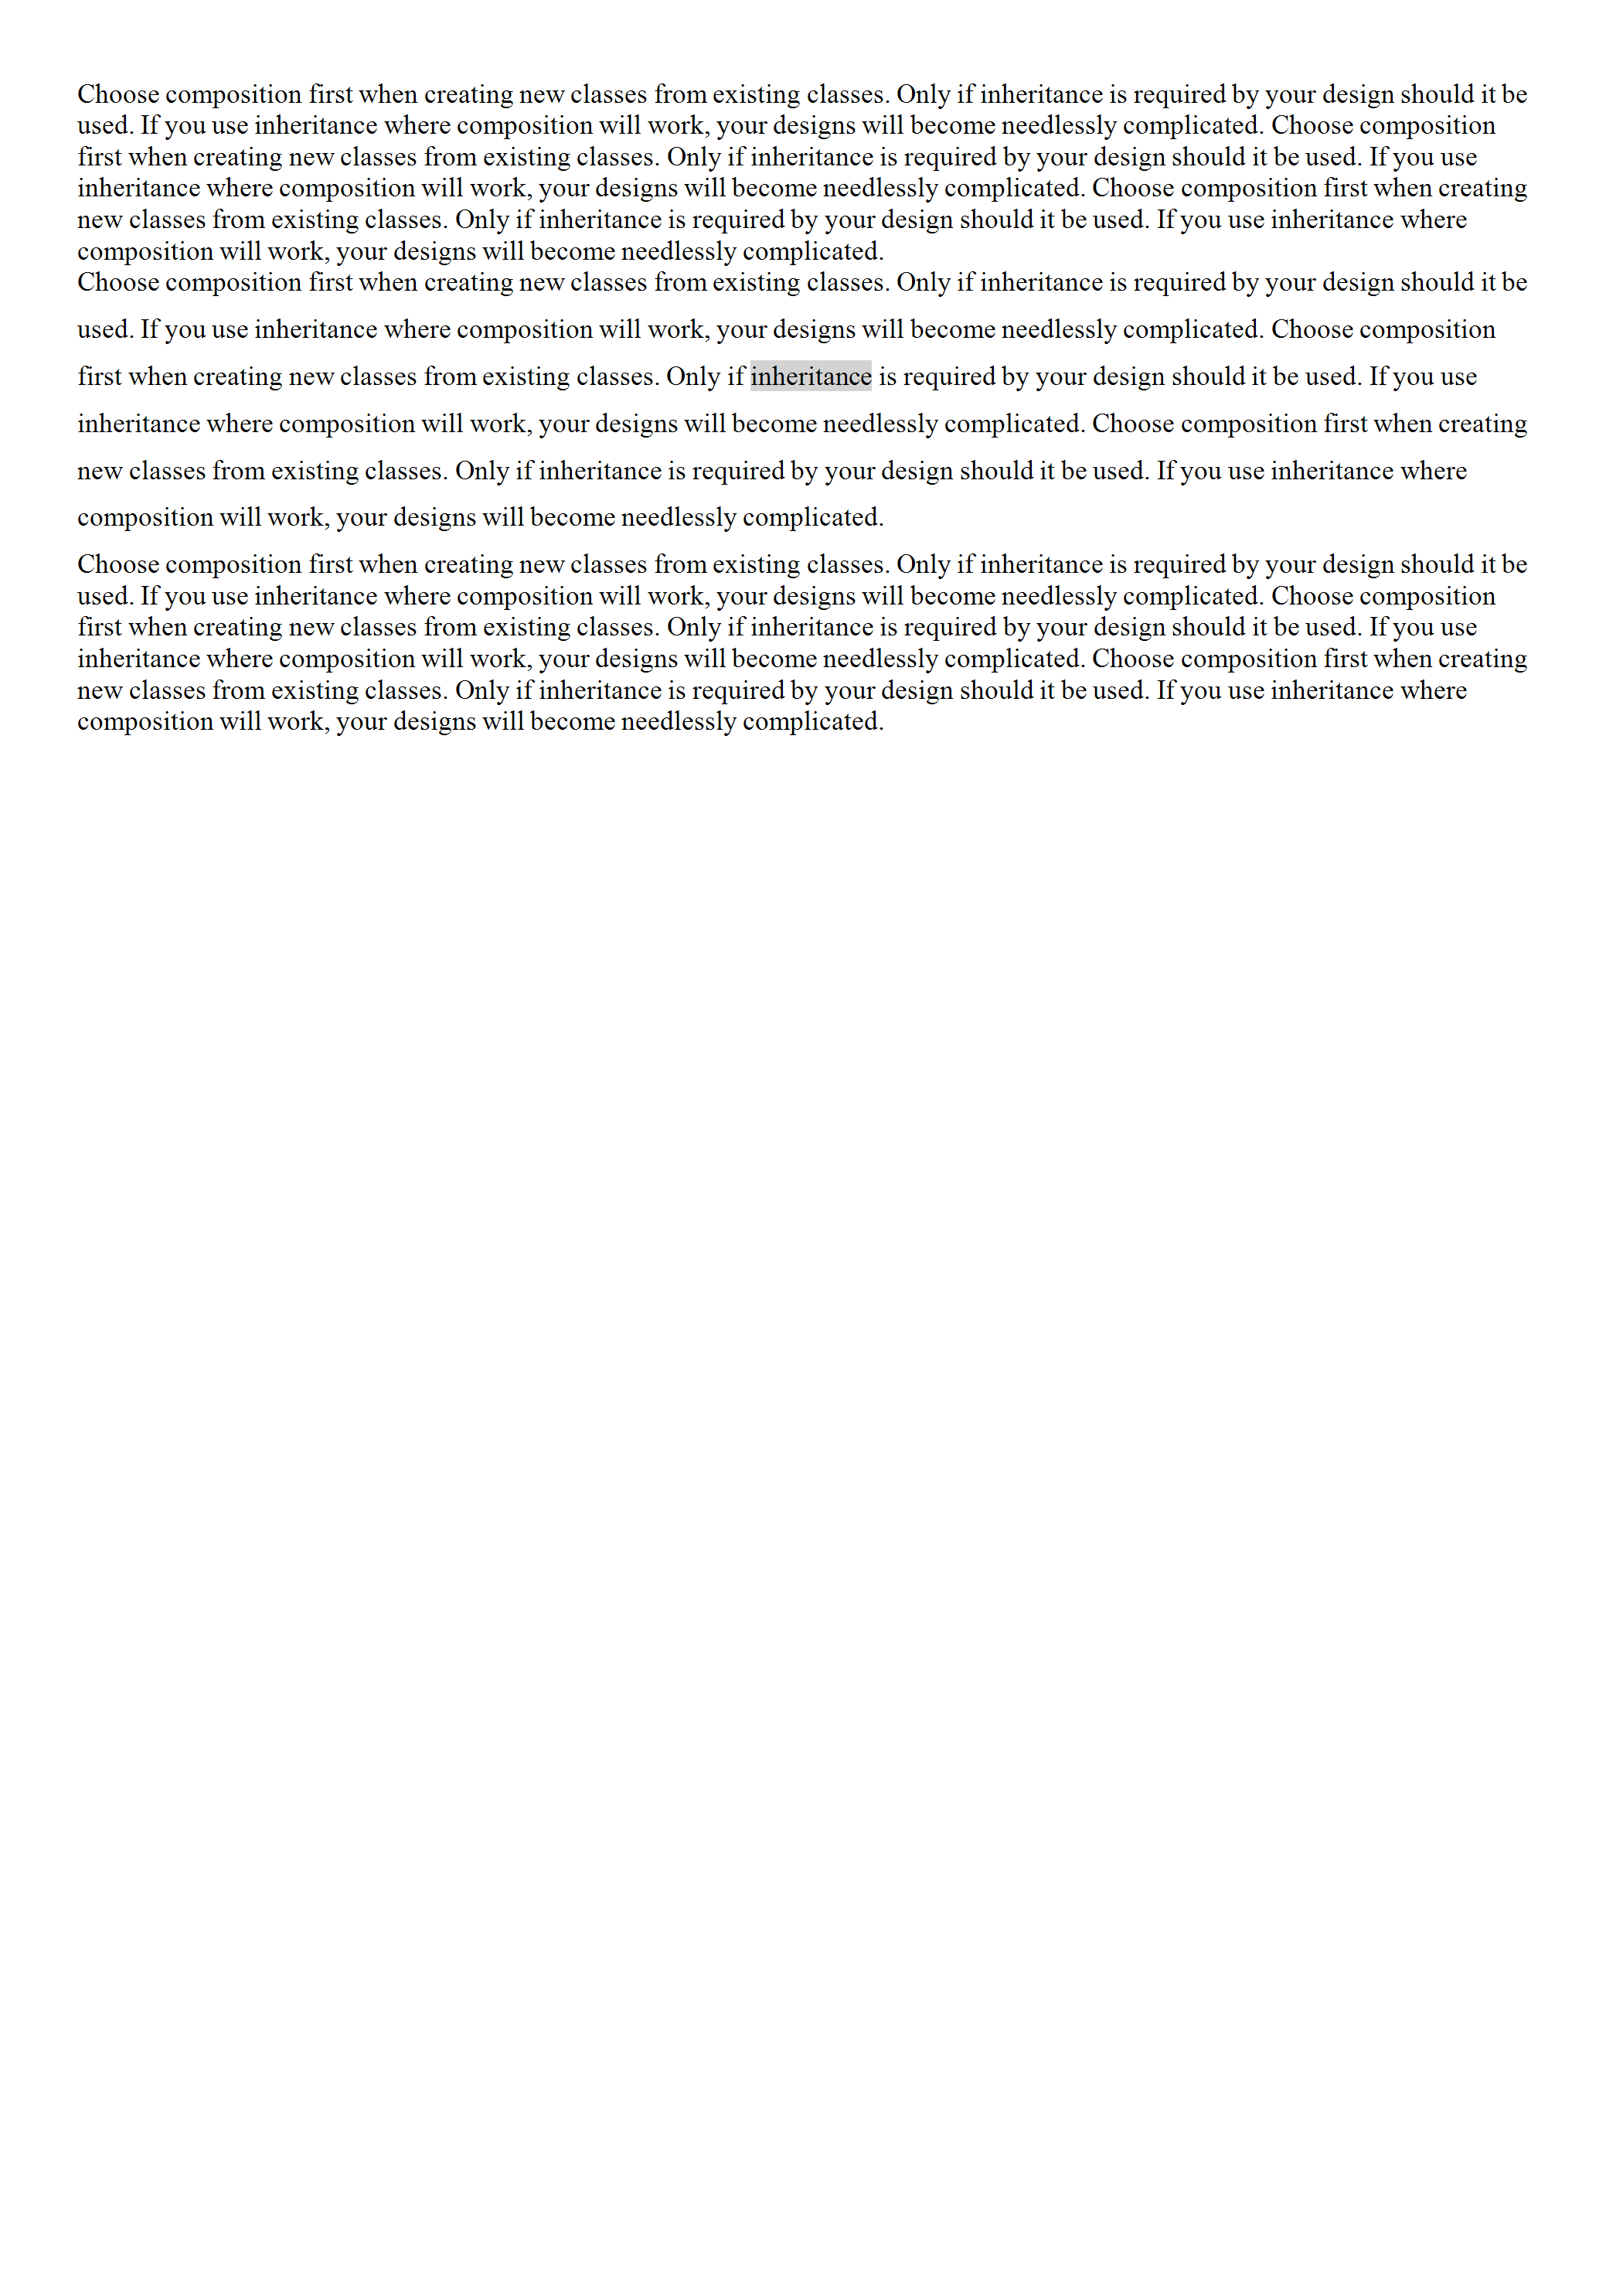 Choose composition first when creating new classes from existing classes. Only if inheritance is required by your design should it be
used. If you use inheritance where composition will work, your designs will become needlessly complicated. Choose composition
first when creating new classes from existing classes. Only if inheritance is required by your design should it be used. If you use
inheritance where composition will work, your designs will become needlessly complicated. Choose composition first when creating
new classes from existing classes. Only if inheritance is required by your design should it be used. If you use inheritance where
composition will work, your designs will become needlessly complicated.
Choose composition first when creating new classes from existing classes. Only if inheritance is required by your design should it be
used. If you use inheritance where composition will work, your designs will become needlessly complicated. Choose composition
first when creating new classes from existing classes. Only if inheritance is required by your design should it be used. If you use
inheritance where composition will work, your designs will become needlessly complicated. Choose composition first when creating
new classes from existing classes. Only if inheritance is required by your design should it be used. If you use inheritance where
composition will work, your designs will become needlessly complicated.
Choose composition first when creating new classes from existing classes. Only if inheritance is required by your design should it be
used. If you use inheritance where composition will work, your designs will become needlessly complicated. Choose composition
first when creating new classes from existing classes. Only if inheritance is required by your design should it be used. If you use
inheritance where composition will work, your designs will become needlessly complicated. Choose composition first when creating
new classes from existing classes. Only if inheritance is required by your design should it be used. If you use inheritance where
composition will work, your designs will become needlessly complicated.